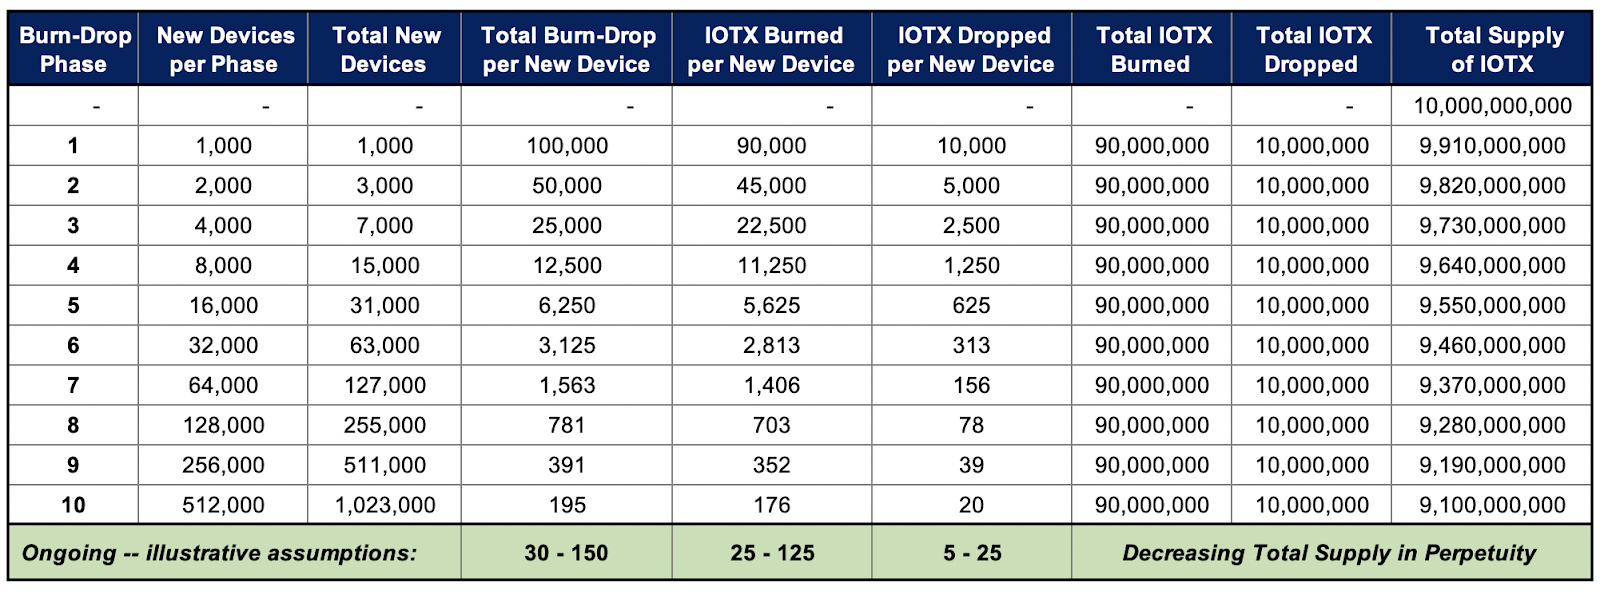 Burn-Drop Phase | New Devices per Phase | Total New Devices | Total Burn-Drop per New Device | IOTX Burned per New Device | IOTX Dropped per New Device | Total IOTX Burned | Total IOTX Dropped | Total Supply of IOTX
- | - | - | - | - | - | - | - | 10,000,000,000
1 | 1,000 | 1,000 | 100,000 | 90,000 | 10,000 | 90,000,000 | 10,000,000 | 9,910,000,000
2 | 2,000 | 3,000 | 50,000 | 45,000 | 5,000 | 90,000,000 | 10,000,000 | 9,820,000,000
3 | 4,000 | 7,000 | 25,000 | 22,500 | 2,500 | 90,000,000 | 10,000,000 | 9,730,000,000
4 | 8,000 | 15,000 | 12,500 | 11,250 | 1,250 | 90,000,000 | 10,000,000 | 9,640,000,000
5 | 16,000 | 31,000 | 6,250 | 5,625 | 625 | 90,000,000 | 10,000,000 | 9,550,000,000
6 | 32,000 | 63,000 | 3,125 | 2,813 | 313 | 90,000,000 | 10,000,000 | 9,460,000,000
7 | 64,000 | 127,000 | 1,563 | 1,406 | 156 | 90,000,000 | 10,000,000 | 9,370,000,000
8 | 128,000 | 255,000 | 781 | 703 | 78 | 90,000,000 | 10,000,000 | 9,280,000,000
9 | 256,000 | 511,000 | 391 | 352 | 39 | 90,000,000 | 10,000,000 | 9,190,000,000
10 | 512,000 | 1,023,000 | 195 | 176 | 20 | 90,000,000 | 10,000,000 | 9,100,000,000
Ongoing -- illustrative assumptions: | 30 - 150 | 25 - 125 | 5 - 25 | Decreasing Total Supply in Perpetuity